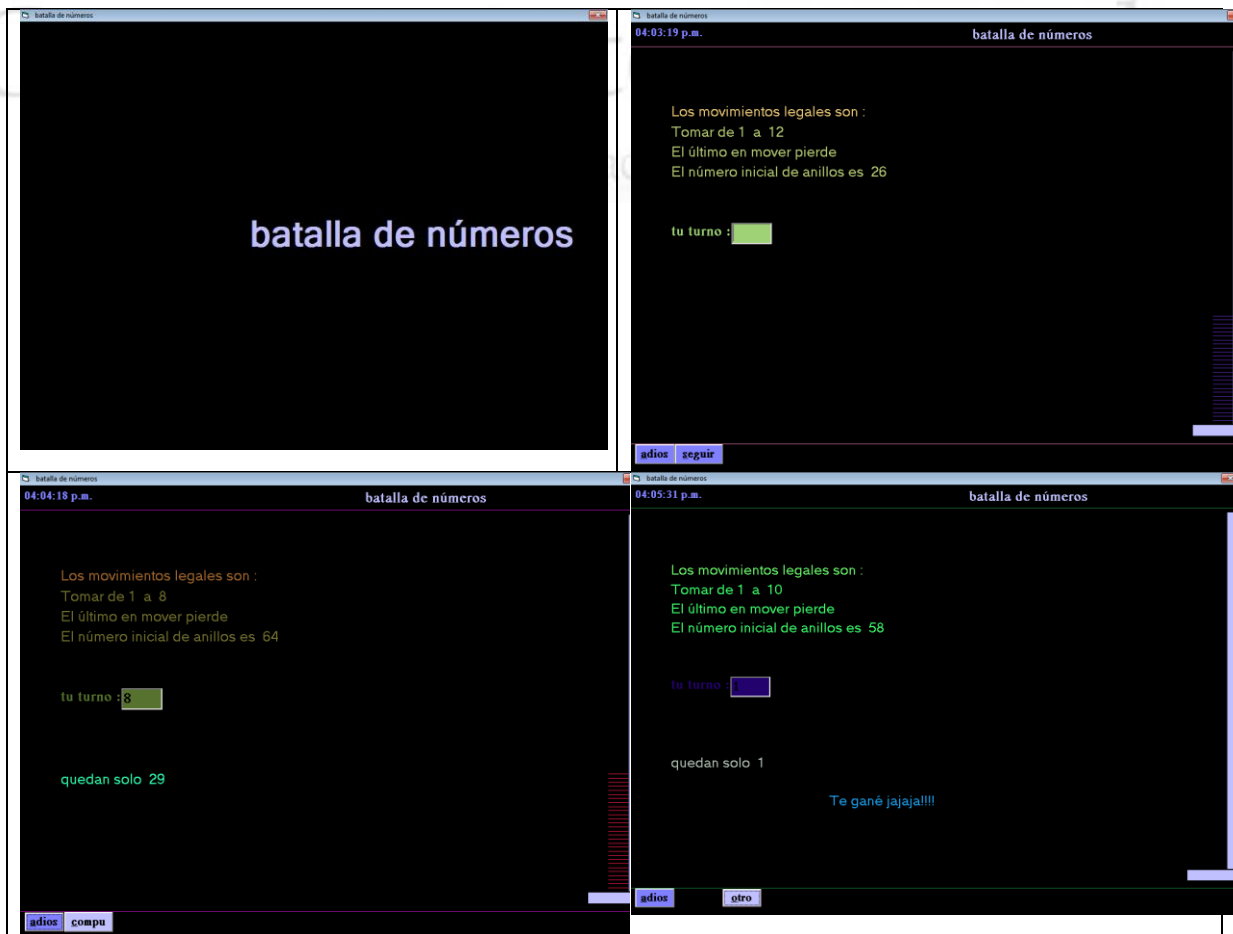 batalla de números
batalla de números
batalla de números
04:03:19 p.m. batalla de números
Los movimientos legales son :
Tomar de 1 a 12
El último en mover pierde
El número inicial de anillos es 26
tu turno :
adios seguir
batalla de números
04:04:18 p.m. batalla de números
Los movimientos legales son :
Tomar de 1 a 8
El último en mover pierde
El número inicial de anillos es 64
tu turno : 8
quedan solo 29
adios compu
batalla de números
04:05:31 p.m. batalla de números
Los movimientos legales son :
Tomar de 1 a 10
El último en mover pierde
El número inicial de anillos es 58
tu turno : 1
quedan solo 1
Te gané jajaja!!!!
adios otro